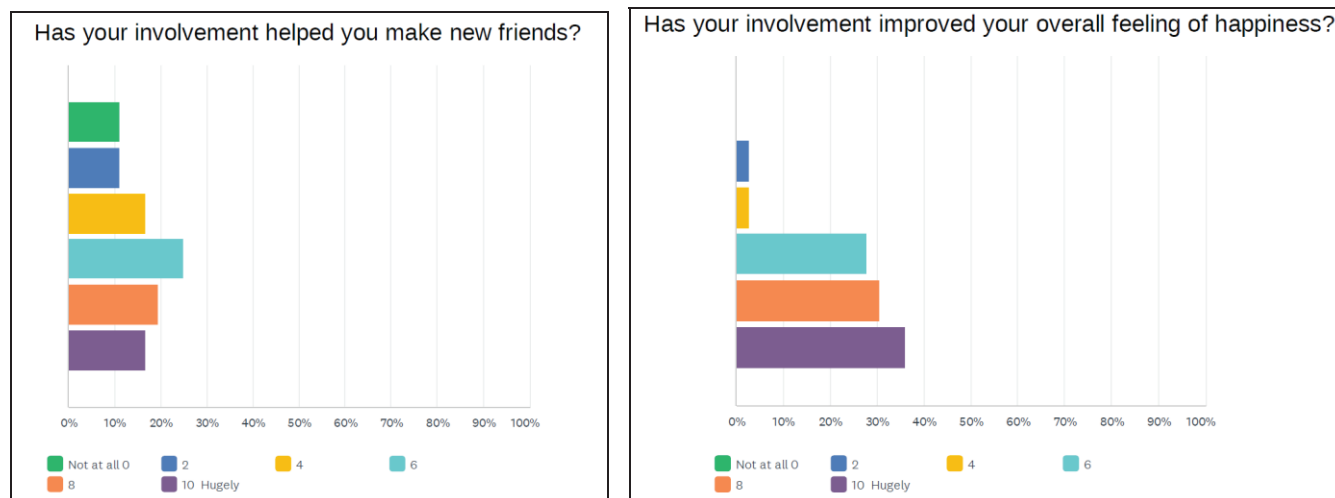 Has your involvement helped you make new friends?
0% 10% 20% 30% 40% 50% 60% 70% 80% 90% 100%
Not at all 0 2 4 6
8 10 Hugely
Has your involvement improved your overall feeling of happiness?
0% 10% 20% 30% 40% 50% 60% 70% 80% 90% 100%
Not at all 0 2 4 6
8 10 Hugely